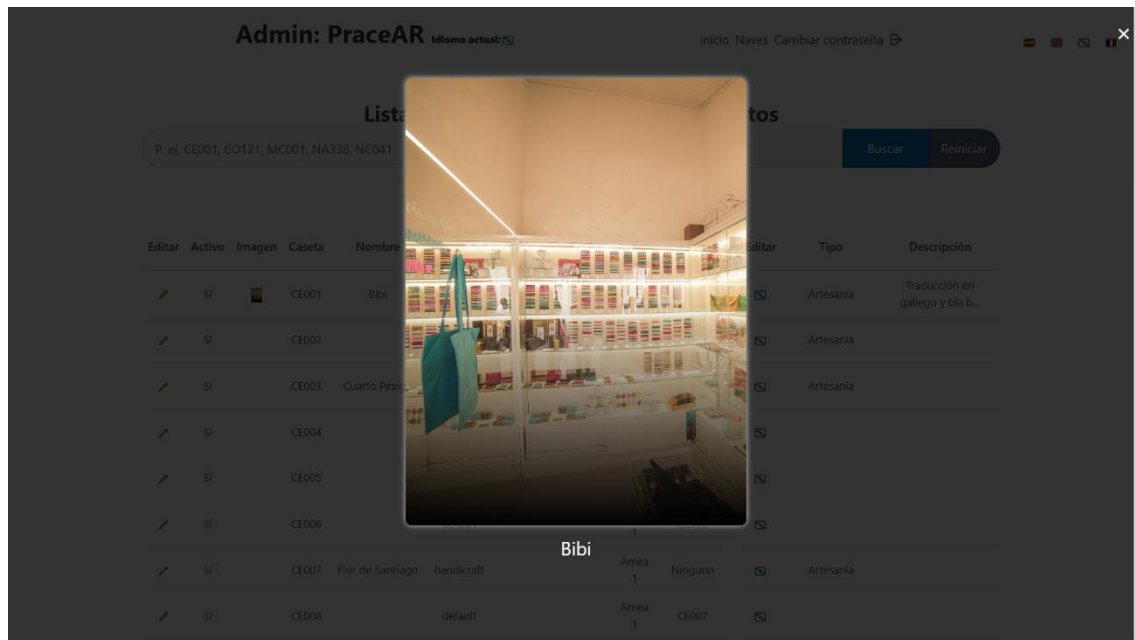 Admin: PraceAR Idioma actual:
Inicio Naves Cambiar contraseña
×
Lista
tos
P. ej. CE001, CO121, MC001, NA338, NC041
Buscar Reiniciar
Editar Activo Imagen Caseta Nombre Editar Tipo Descripción
Sí CE001 Bibi Artesanía Traducción en
gallego y bla b...
Sí CE002 Artesanía
Sí CE003 Cuarto Artesanía
Sí CE004
Sí CE005
Sí CE006
1
Bibi
Sí CE007 Flor de Santiago handicraft Amea Ninguno Artesanía
1
Sí CE008 default Amea CE007
1